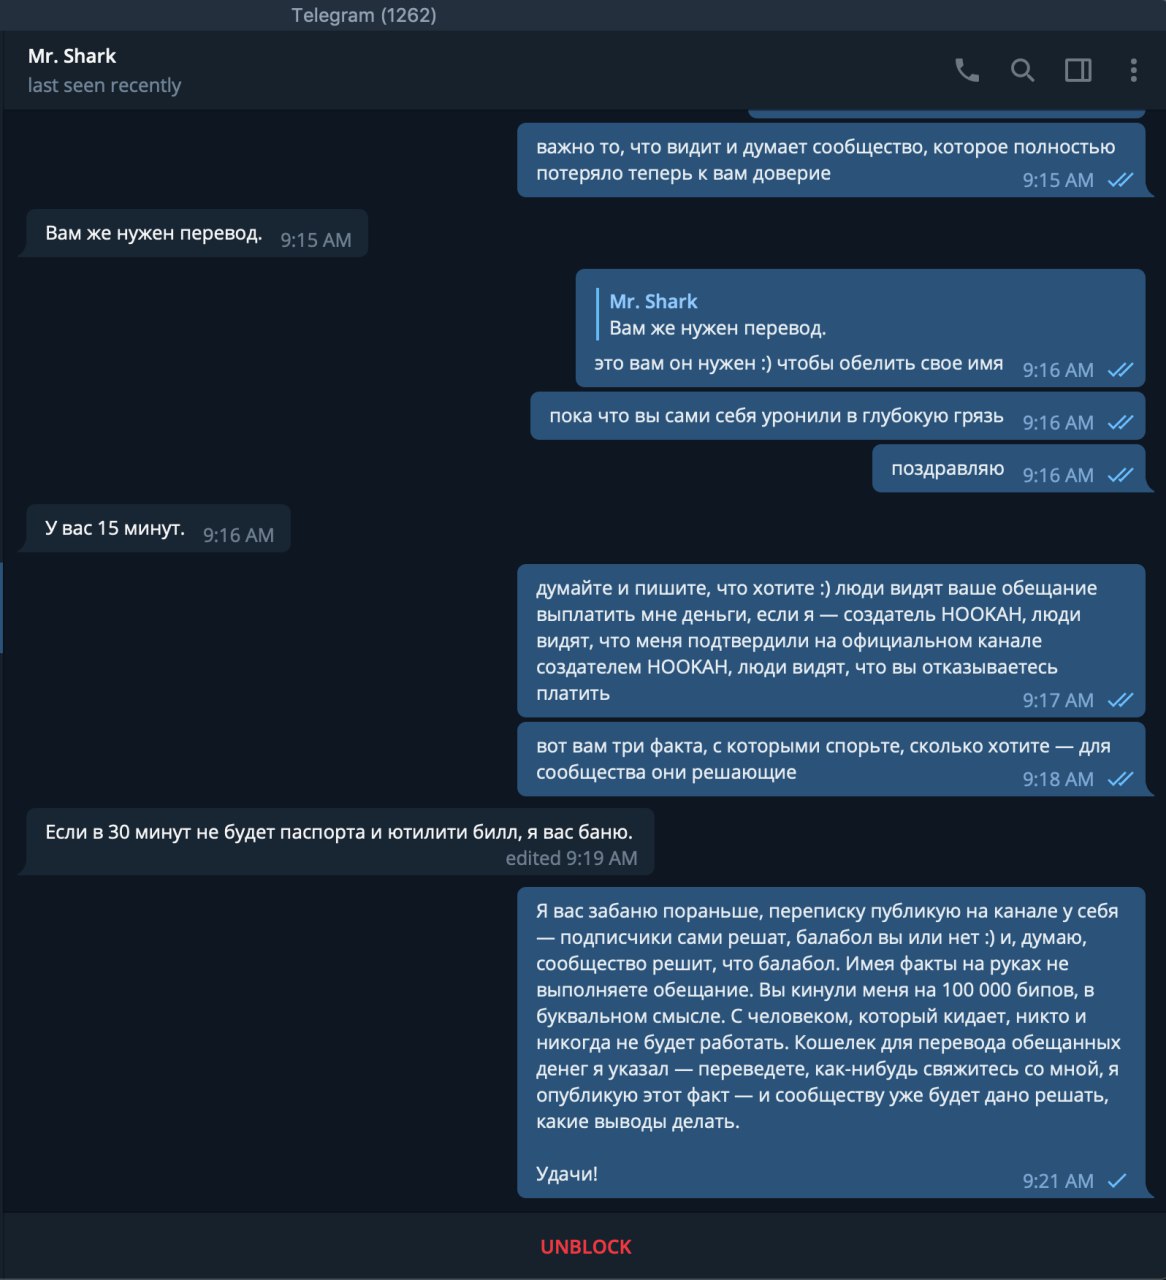 Telegram (1262)
Mr. Shark
last seen recently
важно то, что видит и думает сообщество, которое полностью
потеряло теперь к вам доверие
9:15 AM
Вам же нужен перевод.
9:15 AM
Mr. Shark
Вам же нужен перевод.
это вам он нужен :) чтобы обелить свое имя
9:16 AM
пока что вы сами себя уронили в глубокую грязь
9:16 AM
поздравляю
9:16 AM
У вас 15 минут.
9:16 AM
думайте и пишите, что хотите :) люди видят ваше обещание
выплатить мне деньги, если я — создатель HOOKAH, люди
видят, что меня подтвердили на официальном канале
создателем HOOKAH, люди видят, что вы отказываетесь
платить
9:17 AM
вот вам три факта, с которыми спорьте, сколько хотите — для
сообщества они решающие
9:18 AM
Если в 30 минут не будет паспорта и ютилити билл, я вас баню.
edited 9:19 AM
Я вас забаню пораньше, переписку публикую на канале у себя
— подписчики сами решат, балабол вы или нет :) и, думаю,
сообщество решит, что балабол. Имея факты на руках не
выполняете обещание. Вы кинули меня на 100 000 бипов, в
буквальном смысле. С человеком, который кидает, никто и
никогда не будет работать. Кошелек для перевода обещанных
денег я указал — переведете, как-нибудь свяжитесь со мной, я
опубликую этот факт — и сообществу уже будет дано решать,
какие выводы делать.
Удачи!
9:21 AM
UNBLOCK